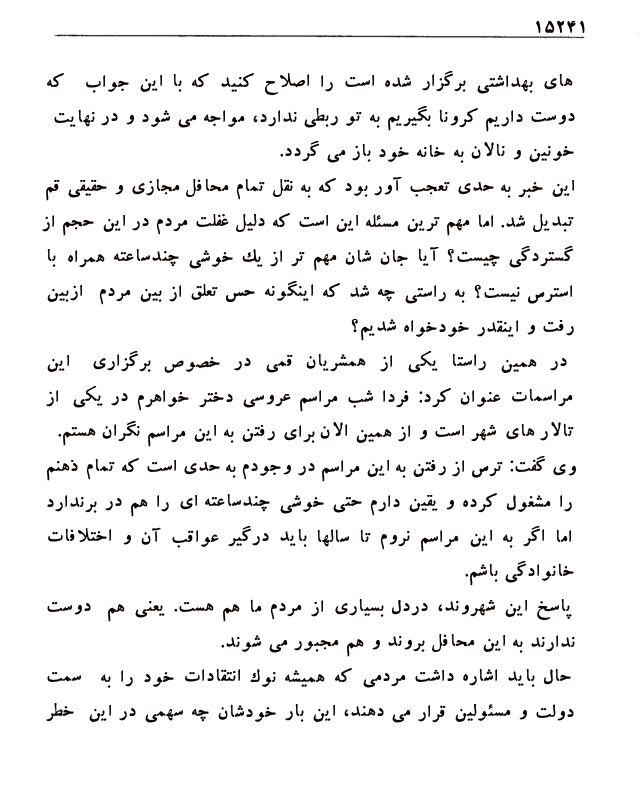 ۱۵۲۴۱
های بهداشتی برگزار شده است را اصلاح کنید که با این جواب که
دوست داریم کرونا بگیریم به تو ربطی ندارد، مواجه می شود و در نهایت
خونین و نالان به خانه خود باز می گردد.
این خبر به حدی تعجب آور بود که به نقل تمام محافل مجازی و حقیقی قم
تبدیل شد. اما مهم ترین مسئله این است که دلیل غفلت مردم در این حجم از
گستردگی چیست؟ آیا جان شان مهم تر از یك خوشی چندساعته همراه با
استرس نیست؟ به راستی چه شد که اینگونه حس تعلق از بین مردم ازبین
رفت و اینقدر خودخواه شدیم؟
در همین راستا یکی از همشریان قمی در خصوص برگزاری این
مراسمات عنوان کرد: فردا شب مراسم عروسی دختر خواهرم در یکی از
تالار های شهر است و از همین الان برای رفتن به این مراسم نگران هستم.
وی گفت: ترس از رفتن به این مراسم در وجودم به حدی است که تمام ذهنم
را مشغول کرده و یقین دارم حتی خوشی چندساعته ای را هم در برندارد
اما اگر به این مراسم نروم تا سالها باید درگیر عواقب آن و اختلافات
خانوادگی باشم.
پاسخ این شهروند، دردل بسیاری از مردم ما هم هست. یعنی هم دوست
ندارند به این محافل بروند و هم مجبور می شوند.
حال باید اشاره داشت مردمی که همیشه نوك انتقادات خود را به سمت
دولت و مسئولین قرار می دهند، این بار خودشان چه سهمی در این خطر